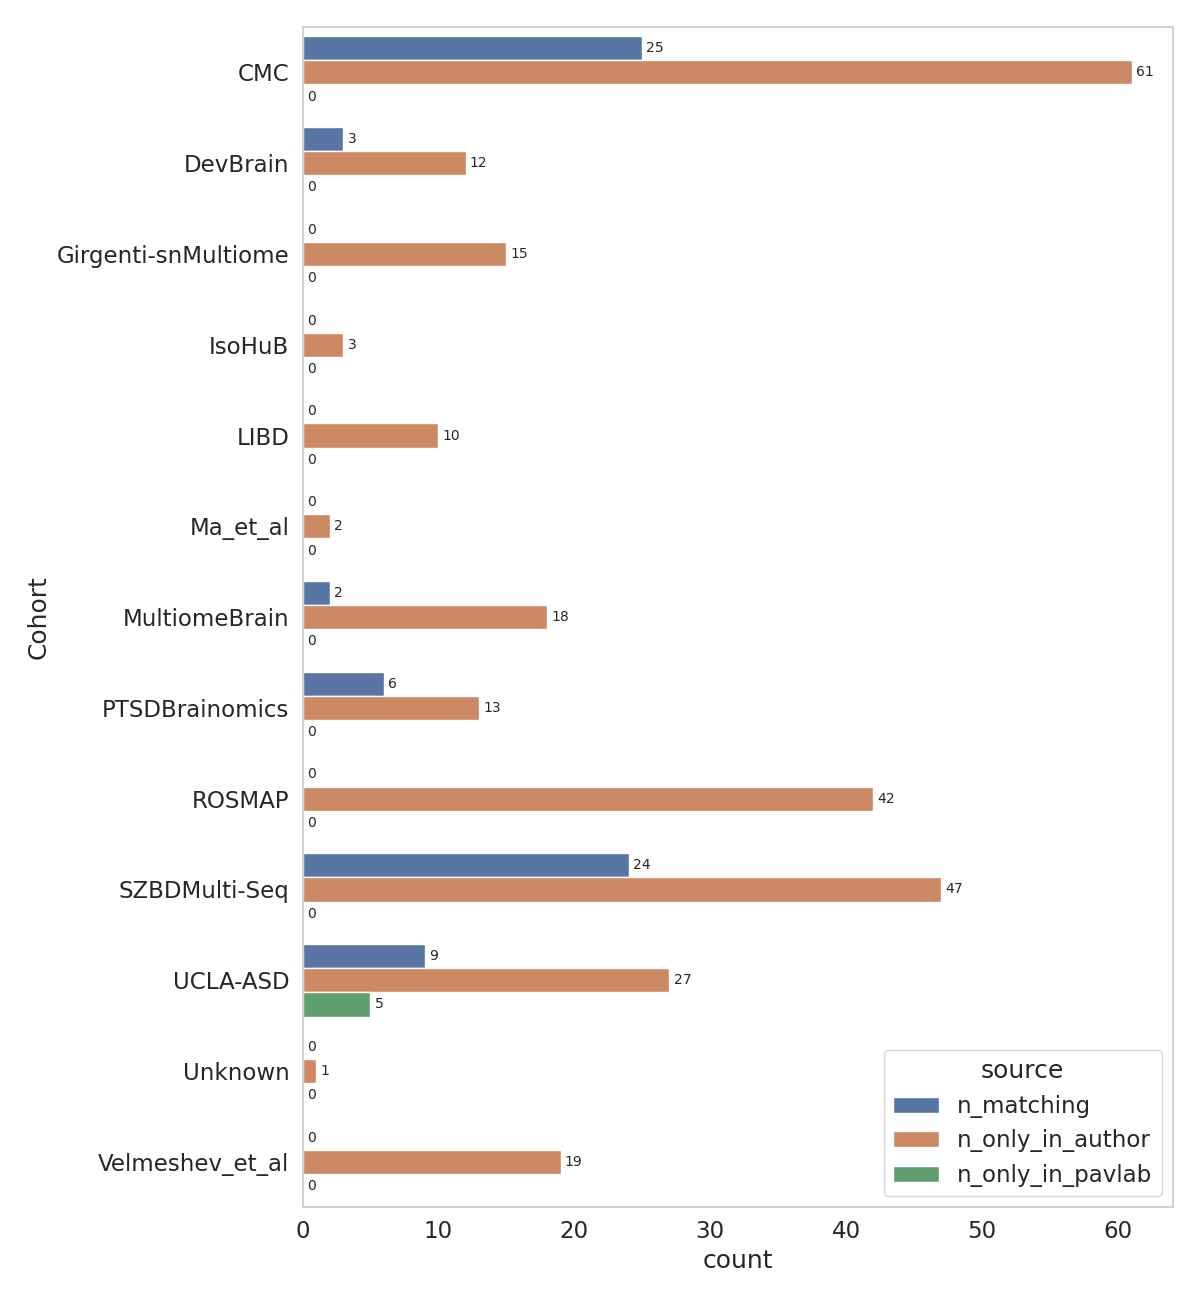 CMC
25
61
0
DevBrain
3
12
0
Girgenti-snMultiome
0
15
0
IsoHuB
0
3
0
LIBD
0
10
0
Ma_et_al
0
2
0
MultiomeBrain
2
18
0
PTSDBrainomics
6
13
0
ROSMAP
0
42
0
SZBDMulti-Seq
24
47
0
UCLA-ASD
9
27
5
Unknown
0
1
0
Velmeshev_et_al
0
19
0
Cohort
source
n_matching
n_only_in_author
n_only_in_pavlab
0 10 20 30 40 50 60
count